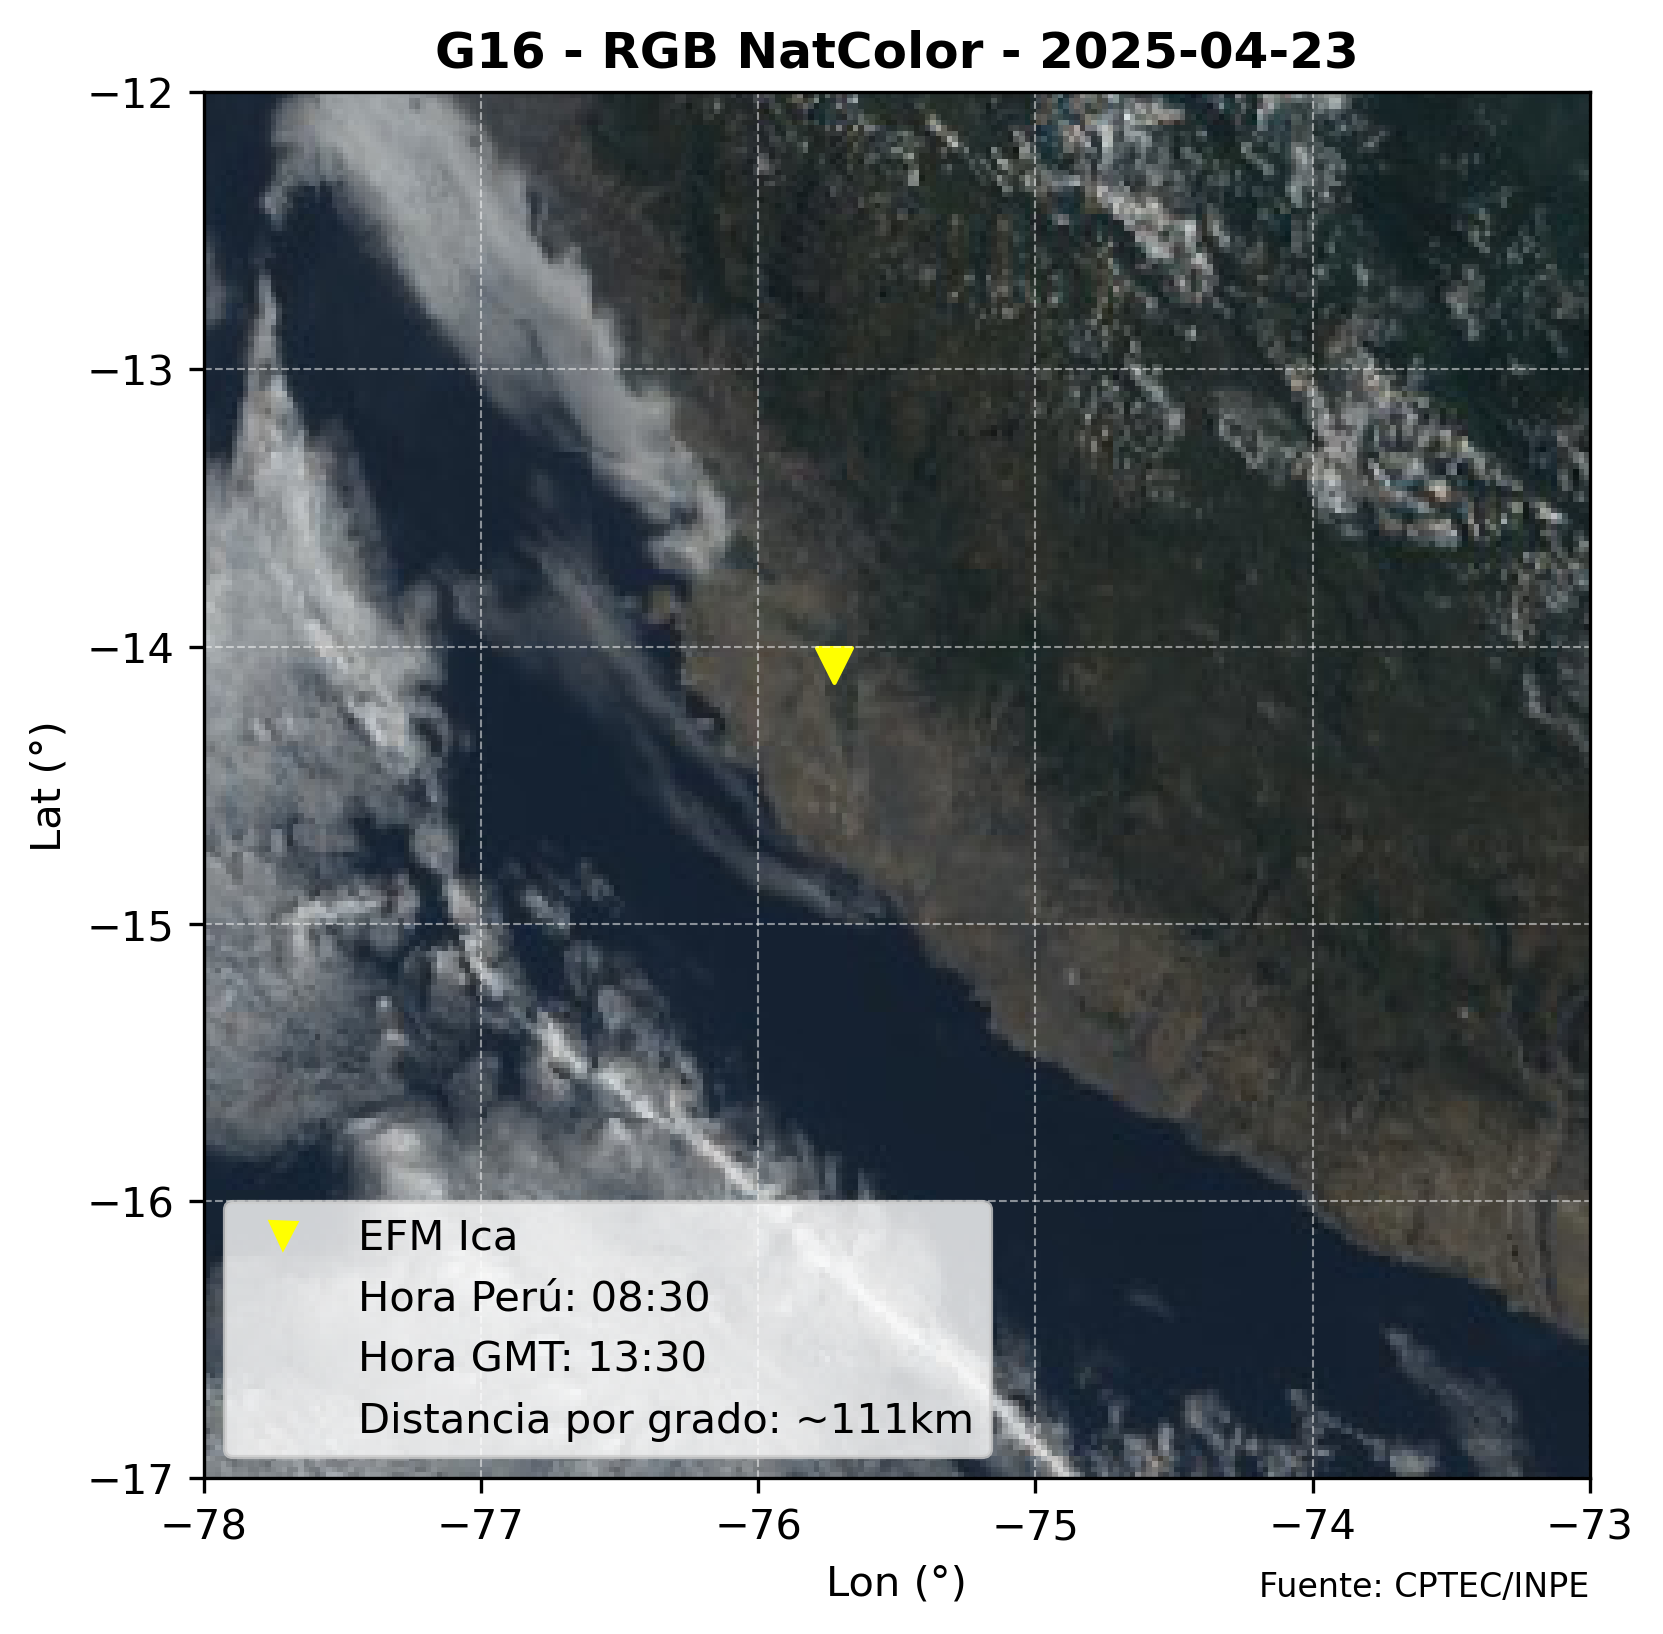 G16 - RGB NatColor - 2025-04-23
−12
−13
−14
−15
−16
−17
Lat (°)
EFM Ica
Hora Perú: 08:30
Hora GMT: 13:30
Distancia por grado: ~111km
−78
−77
−76
−75
−74
−73
Lon (°)
Fuente: CPTEC/INPE